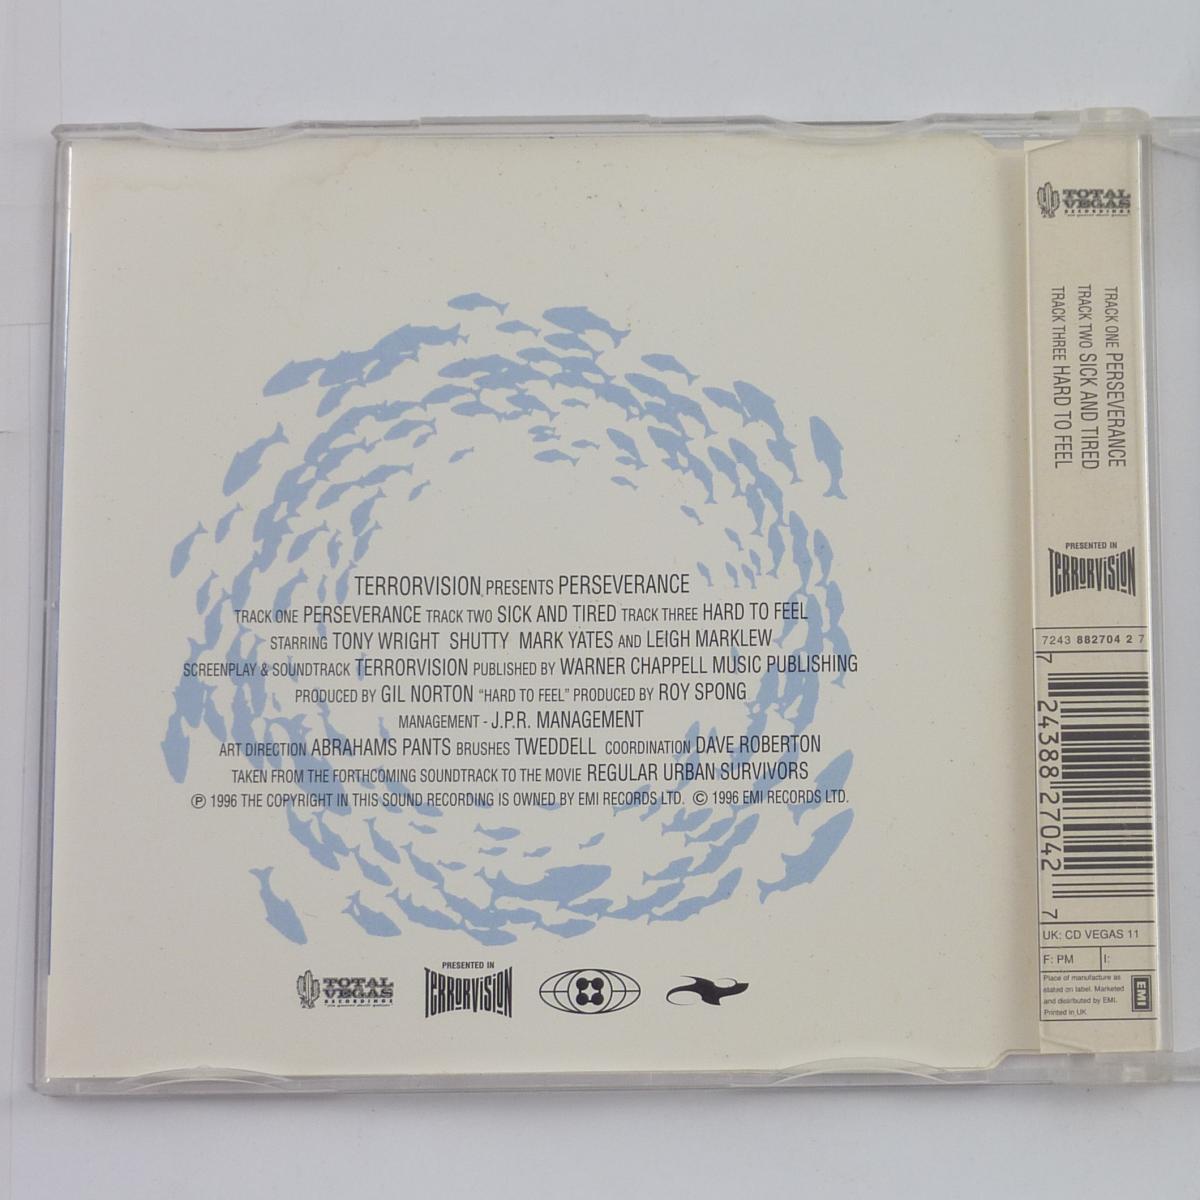 TERRORVISION PRESENTS PERSEVERANCE
TRACK ONE PERSEVERANCE TRACK TWO SICK AND TIRED TRACK THREE HARD TO FEEL
STARRING TONY WRIGHT SHUTTY MARK YATES AND LEIGH MARKLEW
SCREENPLAY & SOUNDTRACK TERRORVISION PUBLISHED BY WARNER CHAPPELL MUSIC PUBLISHING
PRODUCED BY GIL NORTON "HARD TO FEEL" PRODUCED BY ROY SPONG
MANAGEMENT - J.P.R. MANAGEMENT
ART DIRECTION ABRAHAMS PANTS BRUSHES TWEDDELL COORDINATION DAVE ROBERTON
TAKEN FROM THE FORTHCOMING SOUNDTRACK TO THE MOVIE REGULAR URBAN SURVIVORS
℗ 1996 THE COPYRIGHT IN THIS SOUND RECORDING IS OWNED BY EMI RECORDS LTD. © 1996 EMI RECORDS LTD.
TOTAL
VEGAS
RECORDINGS
PRESENTED IN
TERRORVISION
TOTAL
VEGAS
RECORDINGS
TRACK ONE PERSEVERANCE
TRACK TWO SICK AND TIRED
TRACK THREE HARD TO FEEL
PRESENTED IN
TERRORVISION
7243 882704 2 7
7 24388 27042 7
UK: CD VEGAS 11
F: PM I:
Place of manufacture as
stated on label. Marketed
and distributed by EMI.
Printed in UK
EMI